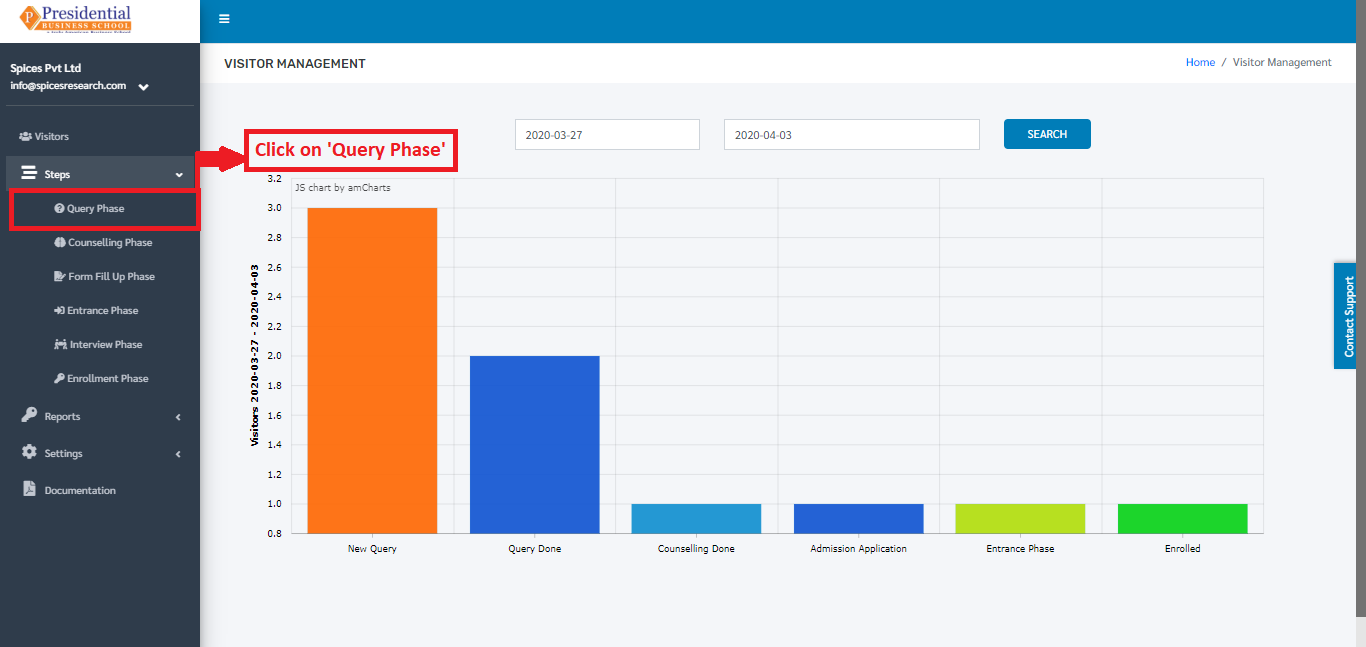 Presidential
BUSINESS SCHOOL
VISITOR MANAGEMENT
Home / Visitor Management
Spices Pvt Ltd
info@spicesresearch.com
Visitors
Steps
Query Phase
Counselling Phase
Form Fill Up Phase
Entrance Phase
Interview Phase
Enrollment Phase
Reports
Settings
Documentation
Click on 'Query Phase'
2020-03-27
2020-04-03
SEARCH
JS chart by amCharts
Visitors 2020-03-27 - 2020-04-03
3.2
3.0
2.8
2.6
2.4
2.2
2.0
1.8
1.6
1.4
1.2
1.0
0.8
New Query
Query Done
Counselling Done
Admission Application
Entrance Phase
Enrolled
Contact Support